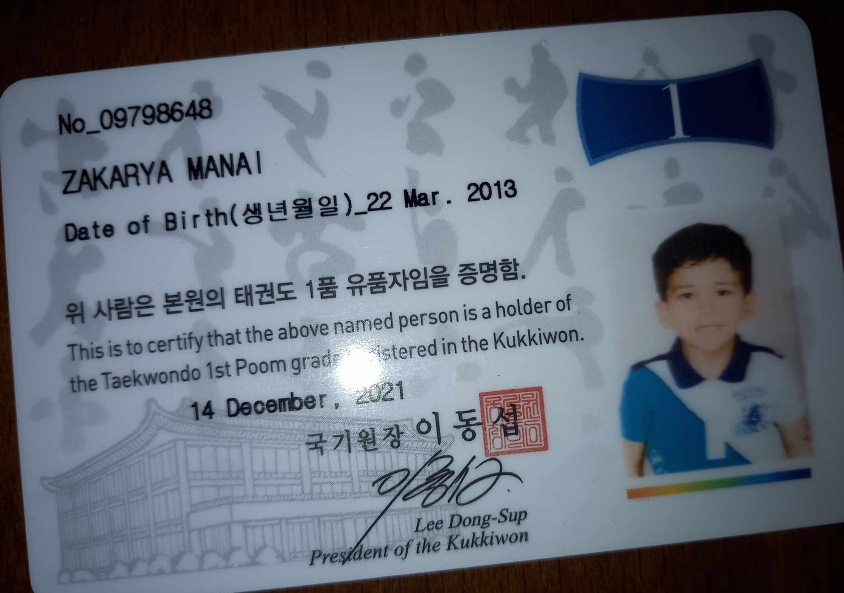 No_09798648
1
ZAKARYA MANAI
Date of Birth(생년월일)_22 Mar. 2013
위 사람은 본원의 태권도 1품 유품자임을 증명함.
This is to certify that the above named person is a holder of
the Taekwondo 1st Poom registered in the Kukkiwon.
14 December, 2021
국기원장 이동섭
Lee Dong-Sup
President of the Kukkiwon